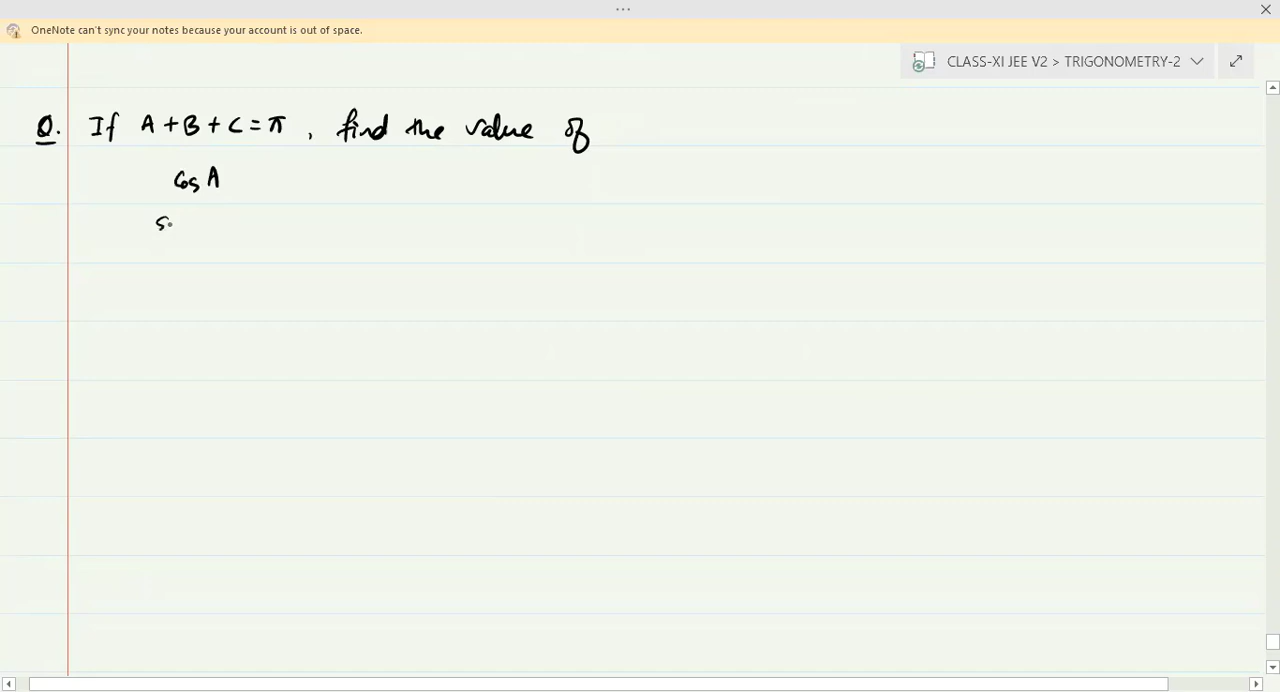 OneNote can't sync your notes because your account is out of space.
CLASS-XI JEE V2 > TRIGONOMETRY-2
Q. If A + B + C = π , find the value of
Cos A
s